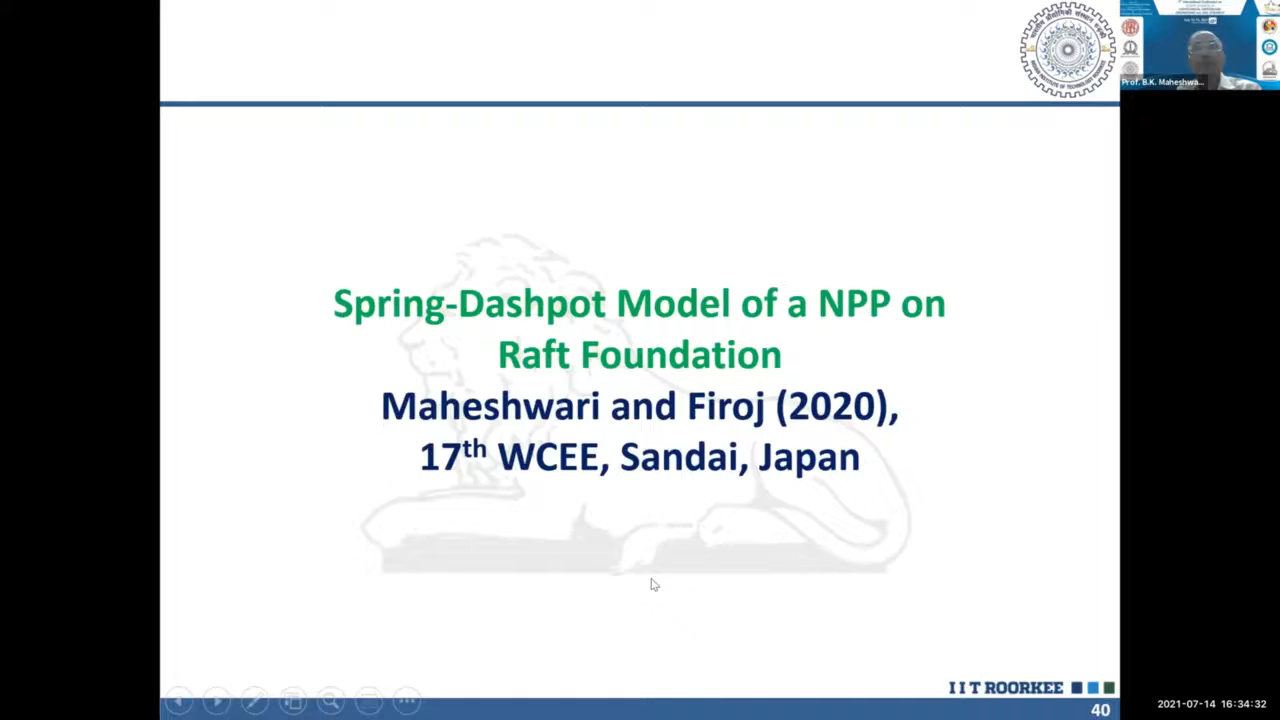 Prof. B.K. Maheshwa...
Spring-Dashpot Model of a NPP on
Raft Foundation
Maheshwari and Firoj (2020),
17th WCEE, Sandai, Japan
I I T ROORKEE
40
2021-07-14 16:34:32